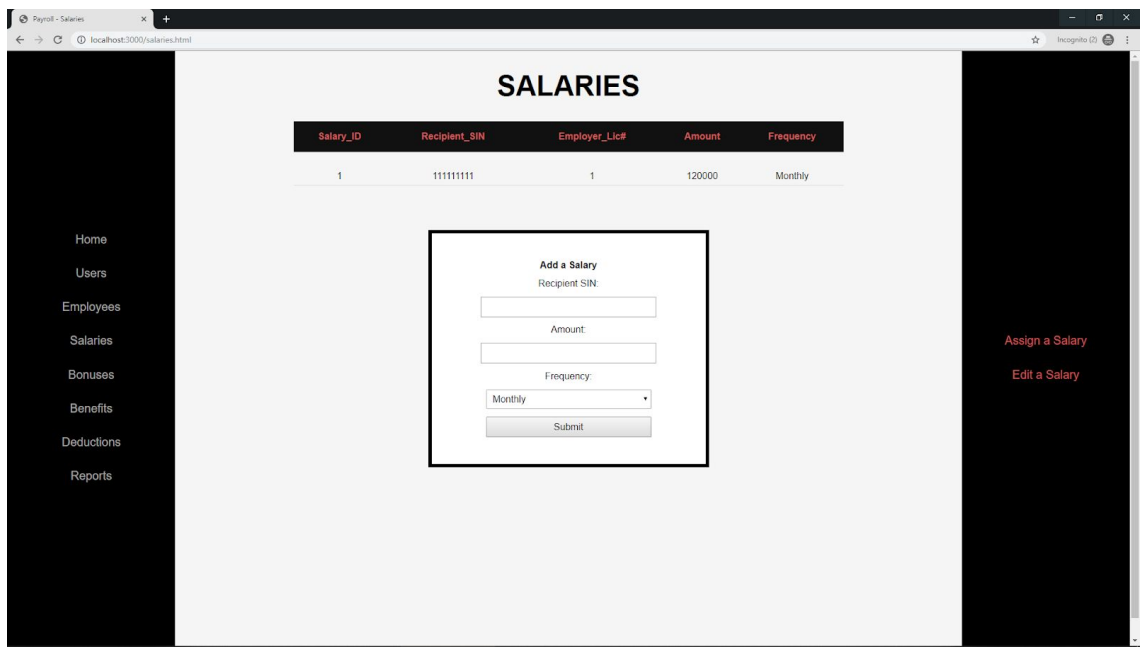 Payroll - Salaries
localhost:3000/salaries.html
Incognito (2)
SALARIES
Salary_ID Recipient_SIN Employer_Lic# Amount Frequency
1 111111111 1 120000 Monthly
Home
Users
Employees
Salaries
Bonuses
Benefits
Deductions
Reports
Add a Salary
Recipient SIN:
Amount:
Frequency:
Monthly
Submit
Assign a Salary
Edit a Salary